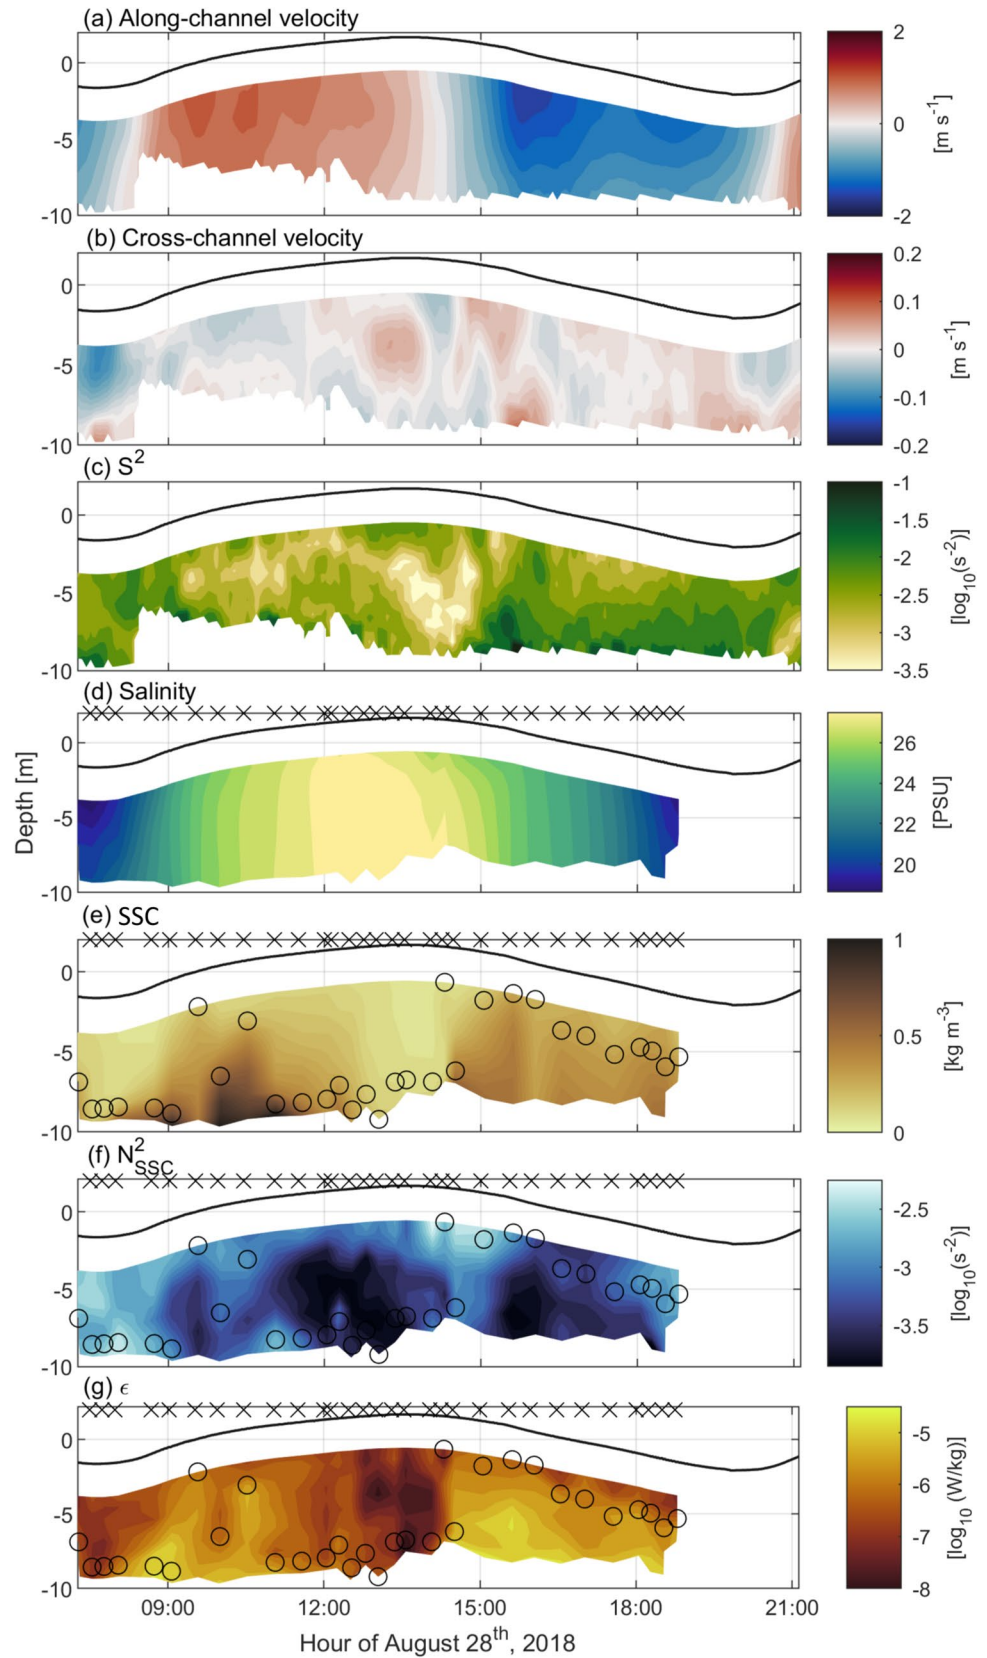 (a) Along-channel velocity
0
-5
-10
2
0
-2
[m s⁻¹]
(b) Cross-channel velocity
0
-5
-10
0.2
0.1
0
-0.1
-0.2
[m s⁻¹]
(c) S²
0
-5
-10
-1
-1.5
-2
-2.5
-3
-3.5
[log₁₀(s⁻²)]
(d) Salinity
0
-5
-10
Depth [m]
26
24
22
20
[PSU]
(e) SSC
0
-5
-10
1
0.5
0
[kg m⁻³]
(f) N²SSC
0
-5
-10
-2.5
-3
-3.5
[log₁₀(s⁻²)]
(g) ϵ
0
-5
-10
-5
-6
-7
-8
[log₁₀ (W/kg)]
09:00 12:00 15:00 18:00 21:00
Hour of August 28th, 2018